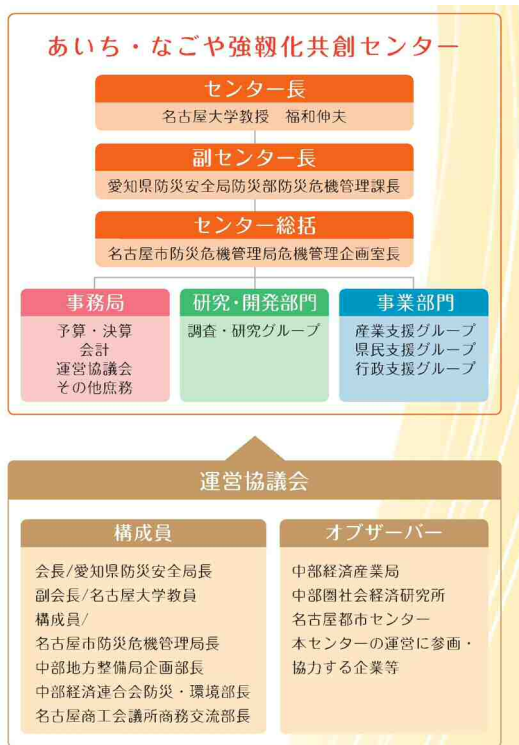 あいち・なごや強靱化共創センター
センター長
名古屋大学教授　福和伸夫
副センター長
愛知県防災安全局防災部防災危機管理課長
センター総括
名古屋市防災危機管理局危機管理企画室長
事務局
予算・決算
会計
運営協議会
その他庶務
研究・開発部門
調査・研究グループ
事業部門
産業支援グループ
県民支援グループ
行政支援グループ
運営協議会
構成員
会長/愛知県防災安全局長
副会長/名古屋大学教員
構成員/
名古屋市防災危機管理局長
中部地方整備局企画部長
中部経済連合会防災・環境部長
名古屋商工会議所商務交流部長
オブザーバー
中部経済産業局
中部圏社会経済研究所
名古屋都市センター
本センターの運営に参画・
協力する企業等